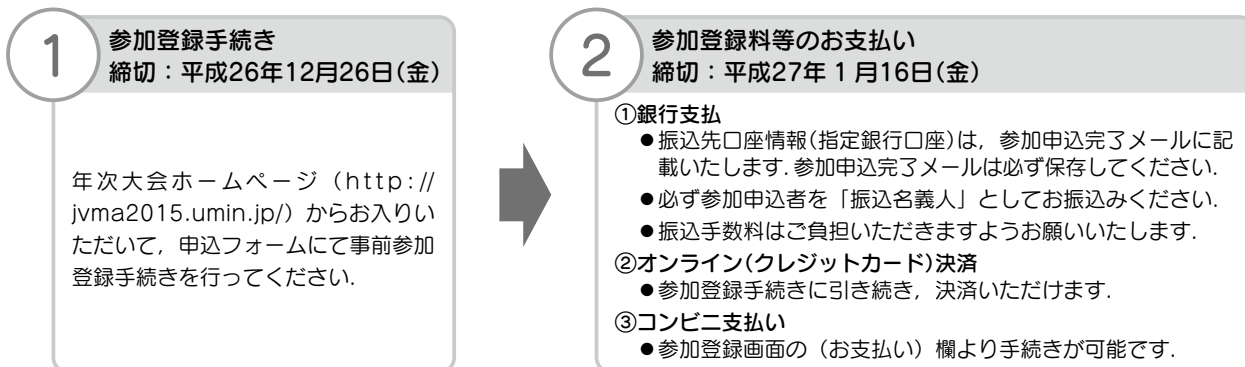 1
参加登録手続き
締切：平成26年12月26日(金)
年次大会ホームページ（http://
jvma2015.umin.jp/）からお入りい
ただいて，申込フォームにて事前参加
登録手続きを行ってください．
2
参加登録料等のお支払い
締切：平成27年1月16日(金)
①銀行支払
●振込先口座情報(指定銀行口座)は，参加申込完了メールに記
載いたします．参加申込完了メールは必ず保存してください．
●必ず参加申込者を「振込名義人」としてお振込みください．
●振込手数料はご負担いただきますようお願いいたします．
②オンライン(クレジットカード)決済
●参加登録手続きに引き続き，決済いただけます．
③コンビニ支払い
●参加登録画面の（お支払い）欄より手続きが可能です．